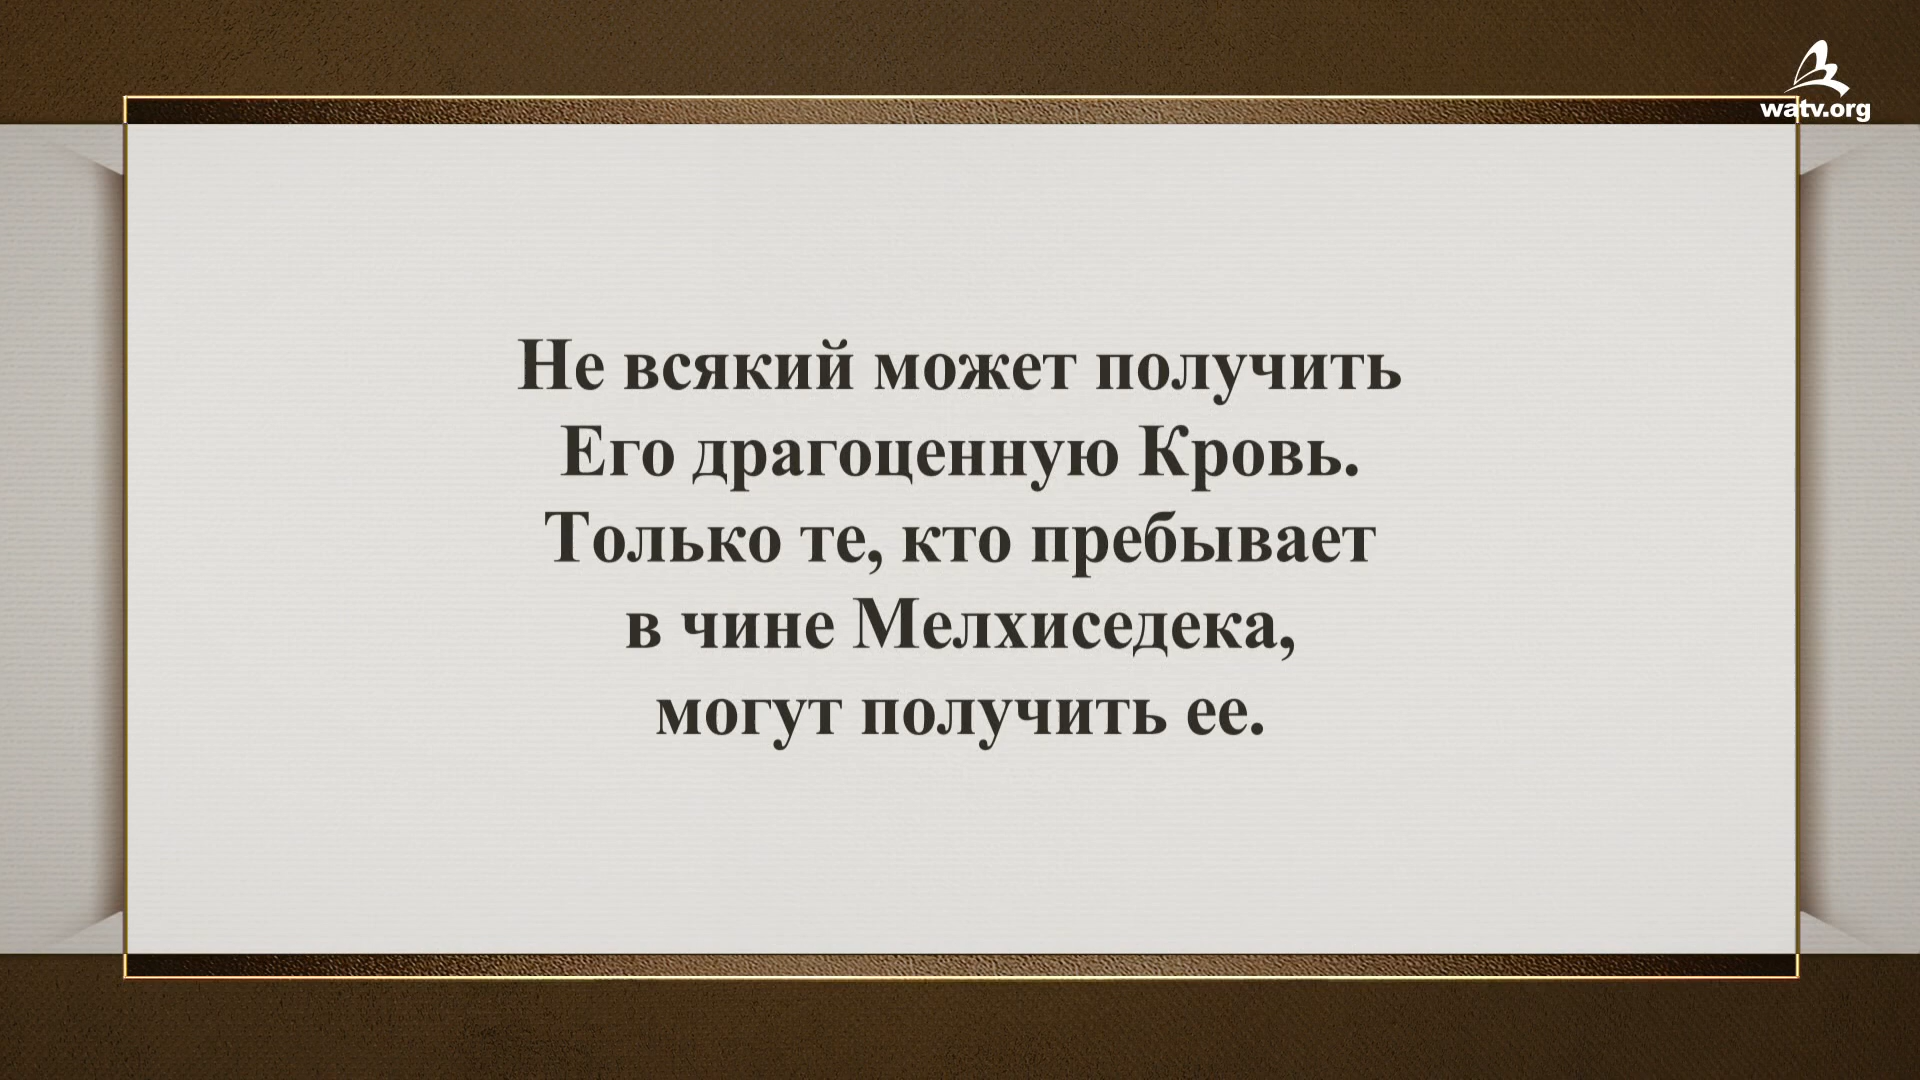 watv.org
Не всякий может получить
Его драгоценную Кровь.
Только те, кто пребывает
в чине Мелхиседека,
могут получить ее.